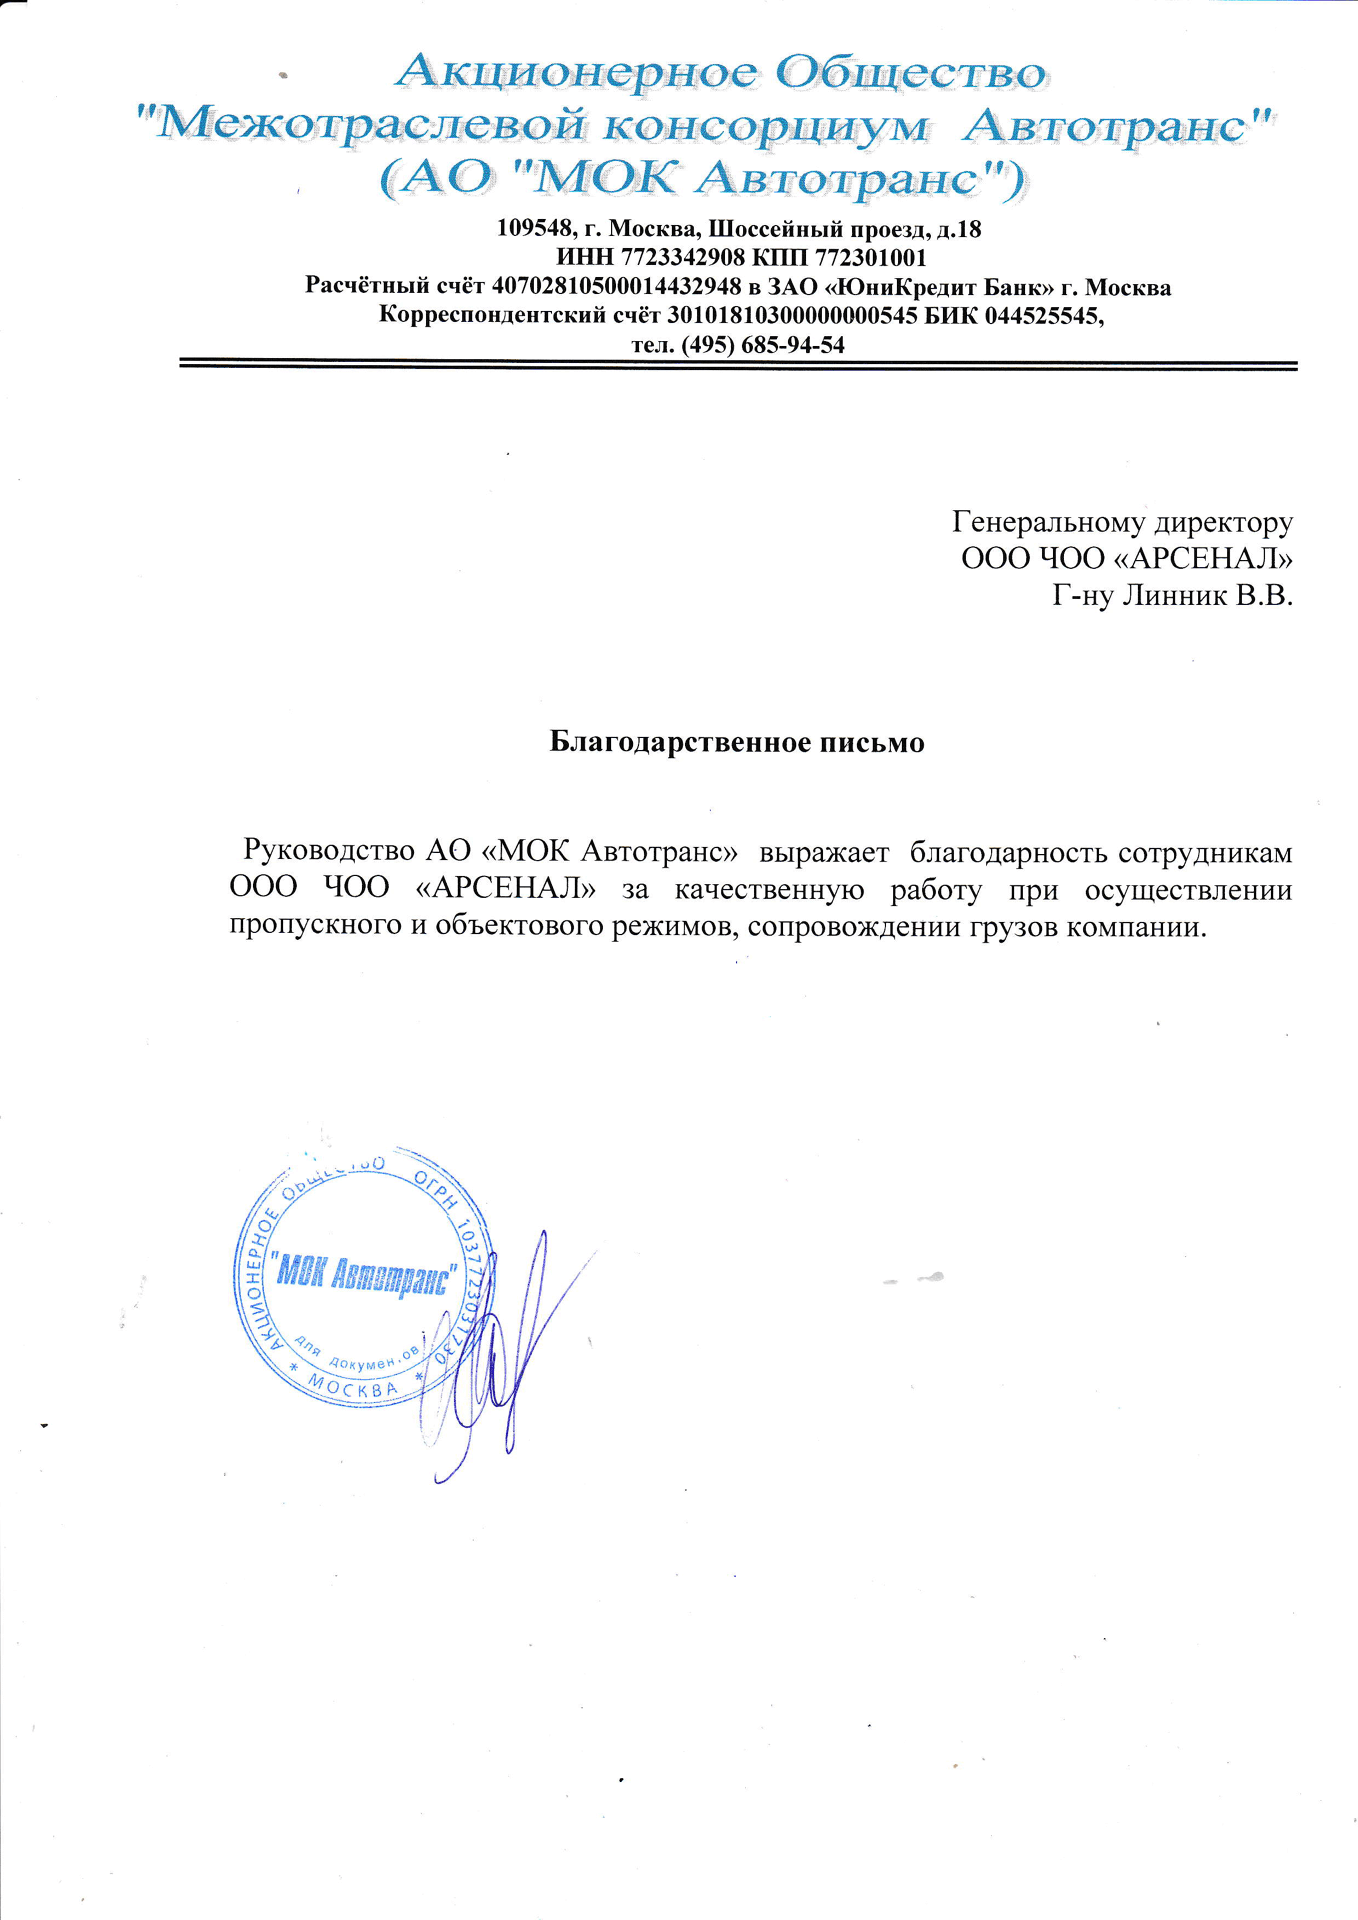 Акционерное Общество
"Межотраслевой консорциум Автотранс"
(АО "МОК Автотранс")
109548, г. Москва, Шоссейный проезд, д.18
ИНН 7723342908 КПП 772301001
Расчётный счёт 40702810500014432948 в ЗАО «ЮниКредит Банк» г. Москва
Корреспондентский счёт 30101810300000000545 БИК 044525545,
тел. (495) 685-94-54
Генеральному директору
ООО ЧОО «АРСЕНАЛ»
Г-ну Линник В.В.
Благодарственное письмо
Руководство АО «МОК Автотранс» выражает благодарность сотрудникам
ООО ЧОО «АРСЕНАЛ» за качественную работу при осуществлении
пропускного и объектового режимов, сопровождении грузов компании.
АКЦИОНЕРНОЕ ОБЩЕСТВО ОГРН 1037723031730
"МОК Автотранс"
для
* МОСКВА *